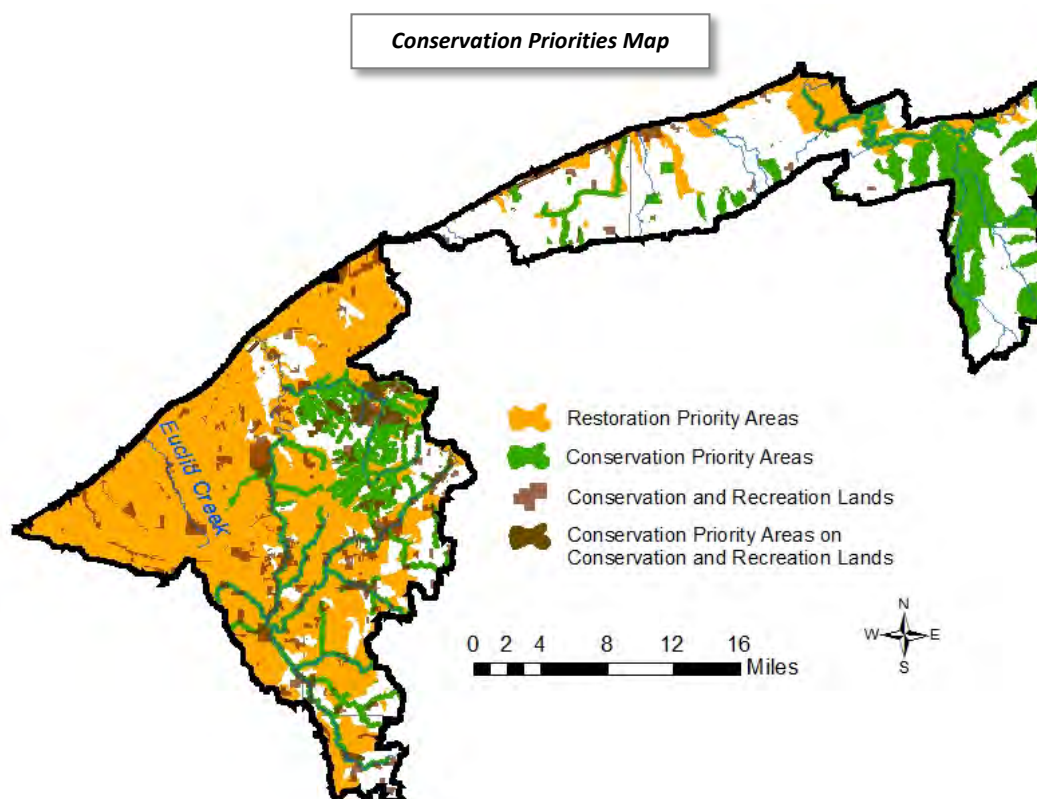 Conservation Priorities Map
Euclid Creek
Restoration Priority Areas
Conservation Priority Areas
Conservation and Recreation Lands
Conservation Priority Areas on
Conservation and Recreation Lands
N
W E
S
0 2 4 8 12 16
Miles